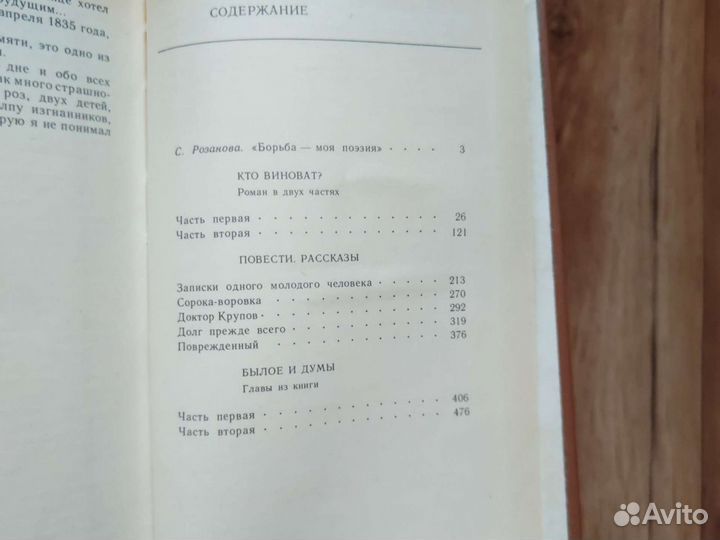 хотел
удущим...
апреля 1835 года,
мяти, это одно из
дне и обо всех
ак много страшно-
роз, двух детей,
лпу изгнанников,
рую я не понимал
СОДЕРЖАНИЕ
С. Розанова. «Борьба — моя поэзия» · · · · 3
КТО ВИНОВАТ?
Роман в двух частях
Часть первая · · · · · · · · · · · · · 26
Часть вторая · · · · · · · · · · · · · 121
ПОВЕСТИ. РАССКАЗЫ
Записки одного молодого человека · · · · · 213
Сорока-воровка · · · · · · · · · · · 270
Доктор Крупов · · · · · · · · · · · · 292
Долг прежде всего · · · · · · · · · · 319
Поврежденный · · · · · · · · · · · 376
БЫЛОЕ И ДУМЫ
Главы из книги
Часть первая · · · · · · · · · · · · · 406
Часть вторая · · · · · · · · · · · · · 476
Avito